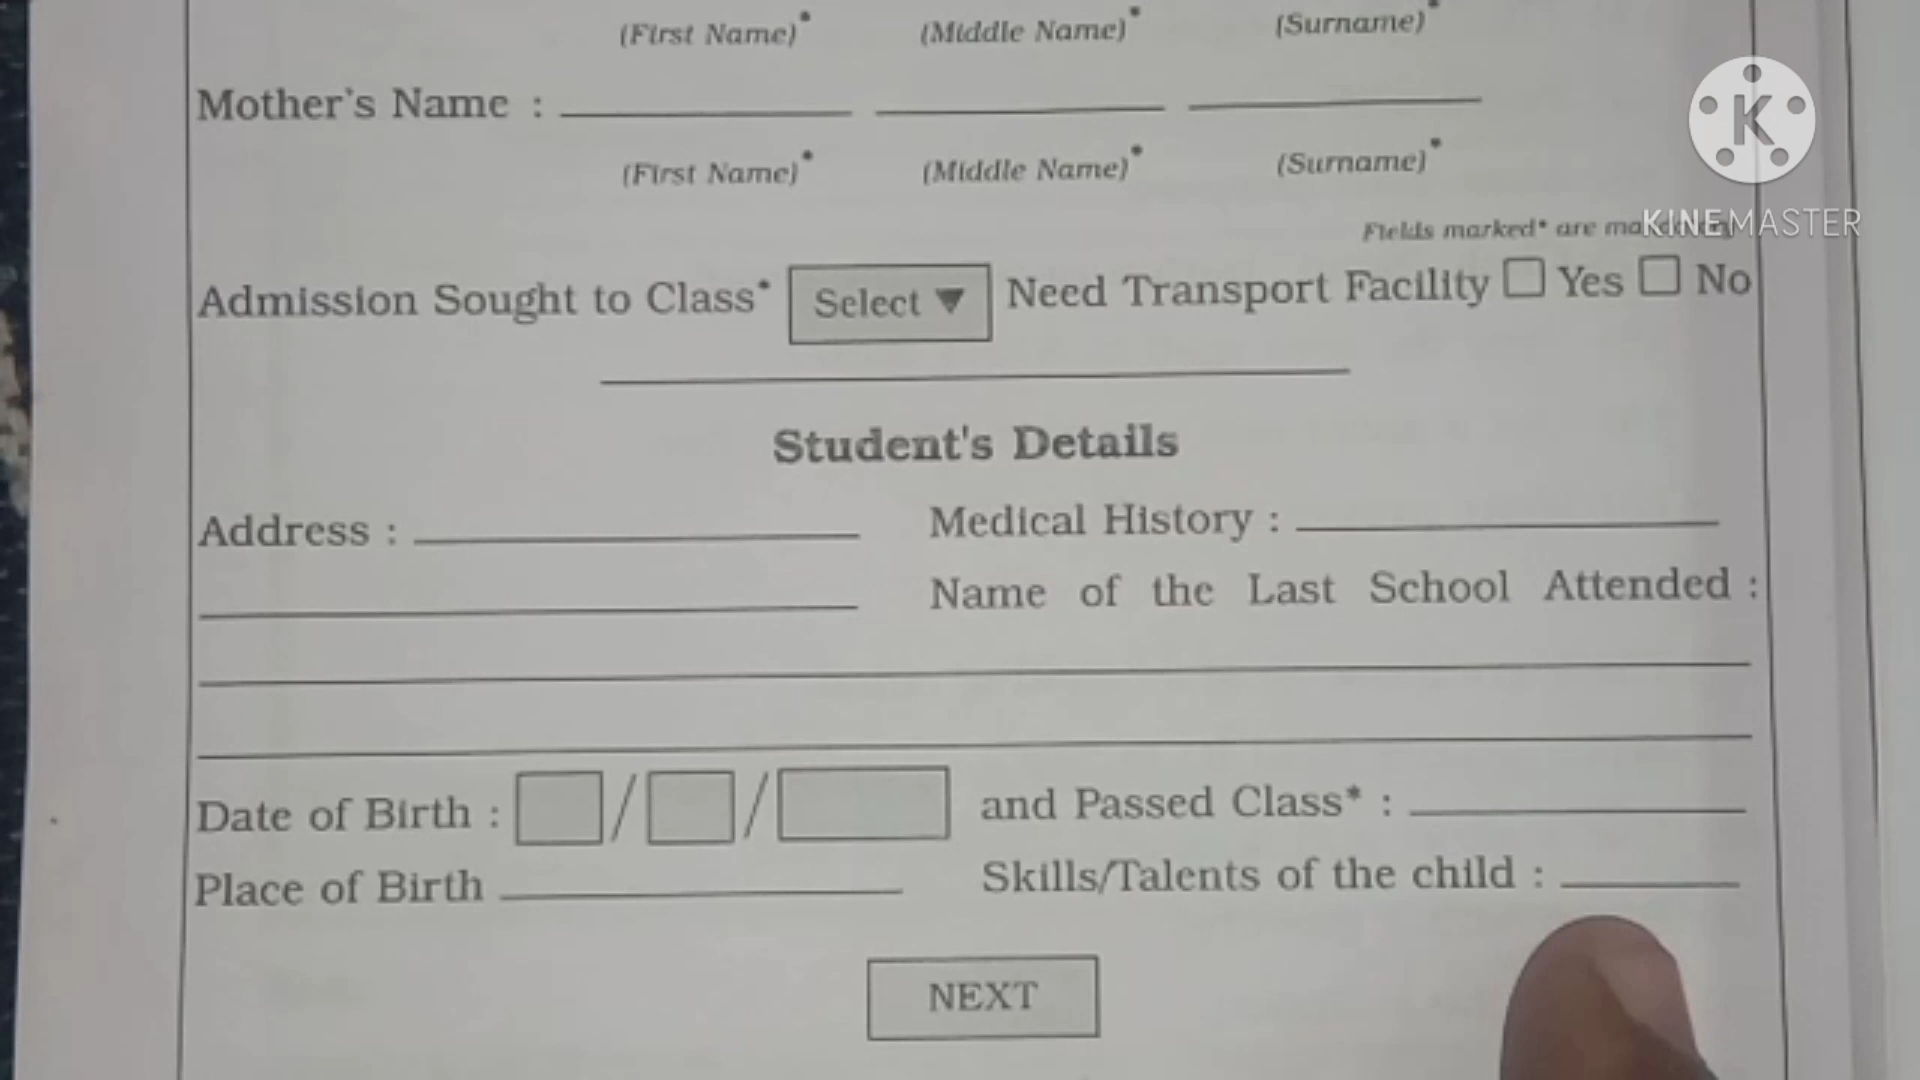 (First Name)* (Middle Name)* (Surname)*
Mother's Name :
(First Name)* (Middle Name)* (Surname)*
Fields marked* are
KINEMASTER
Admission Sought to Class* Select ▼ Need Transport Facility ☐ Yes ☐ No
Student's Details
Address :
Medical History :
Name of the Last School Attended :
Date of Birth : / /
and Passed Class* :
Place of Birth
Skills/Talents of the child :
NEXT